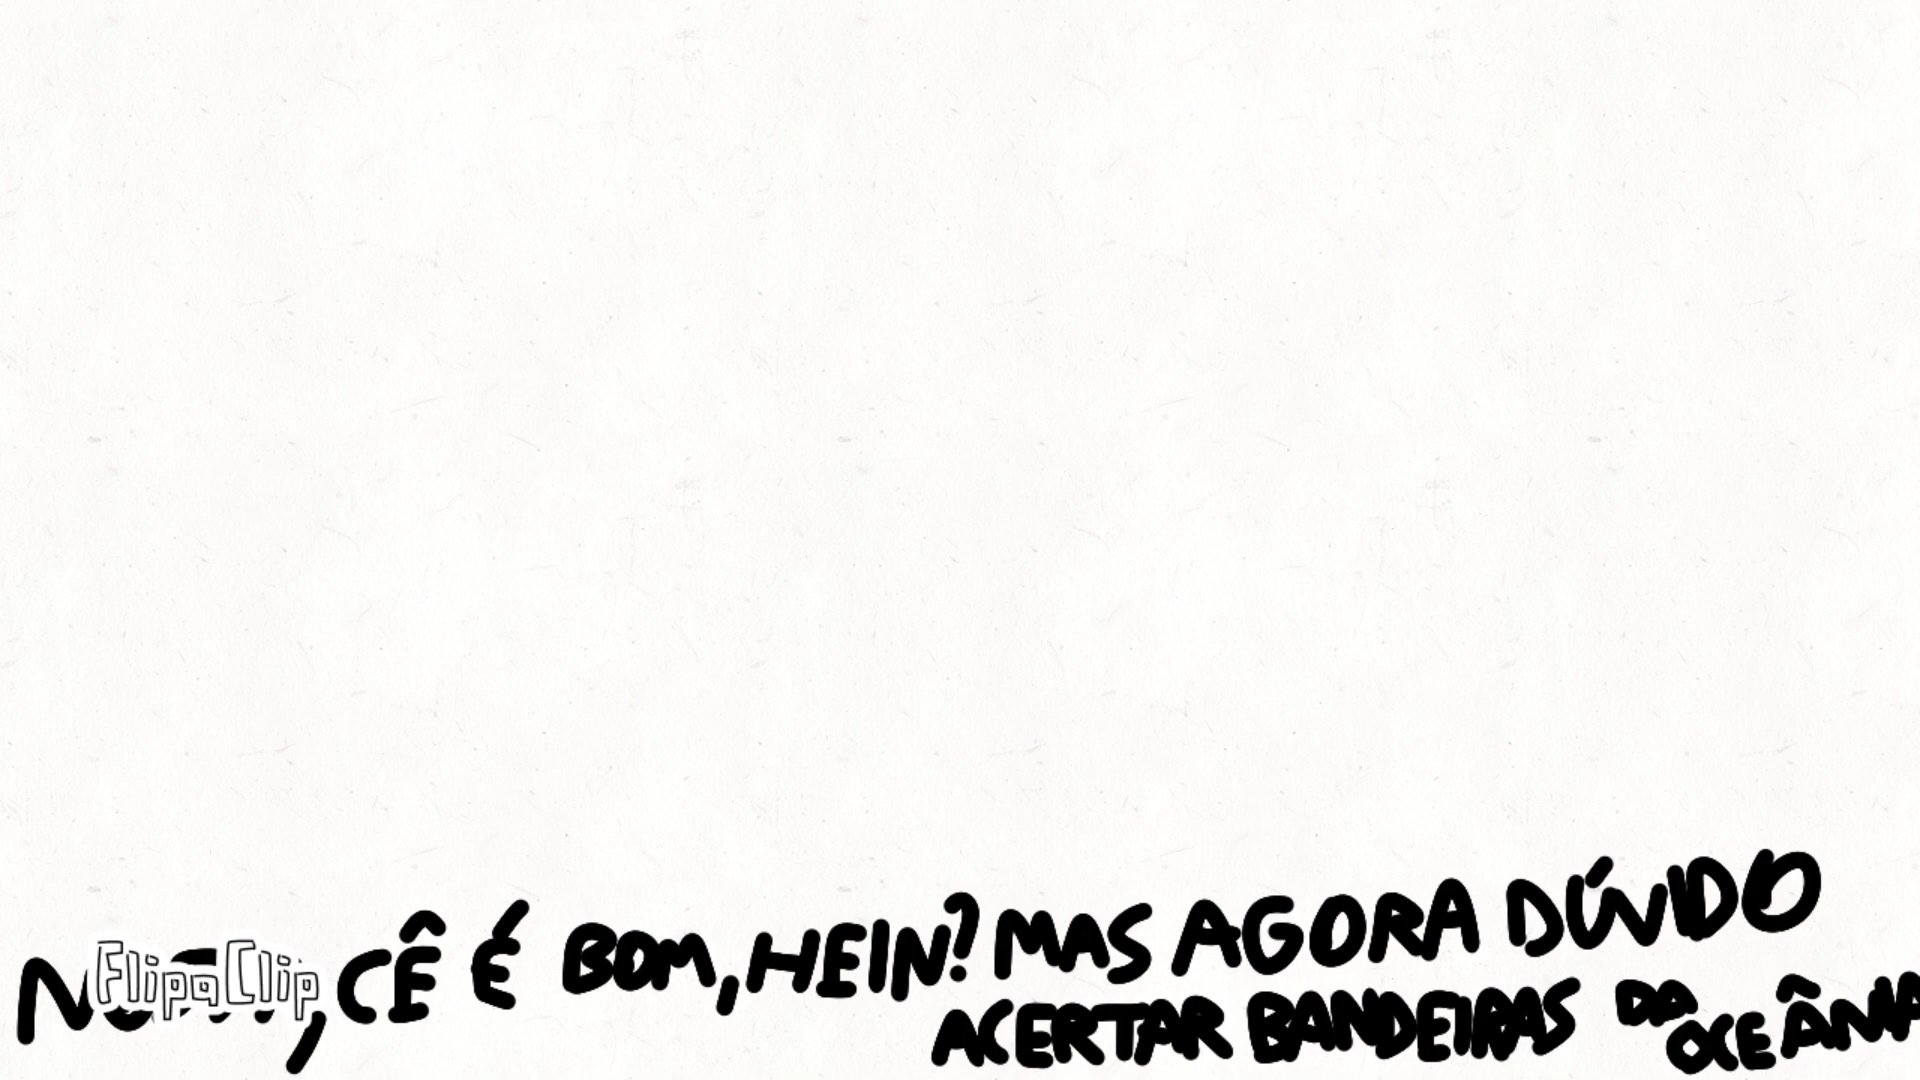 CÊ É BOM, HEIN? MAS AGORA DÚVIDO
ACERTAR BANDEIRAS DA
OCEÂNIA
FlipaClip